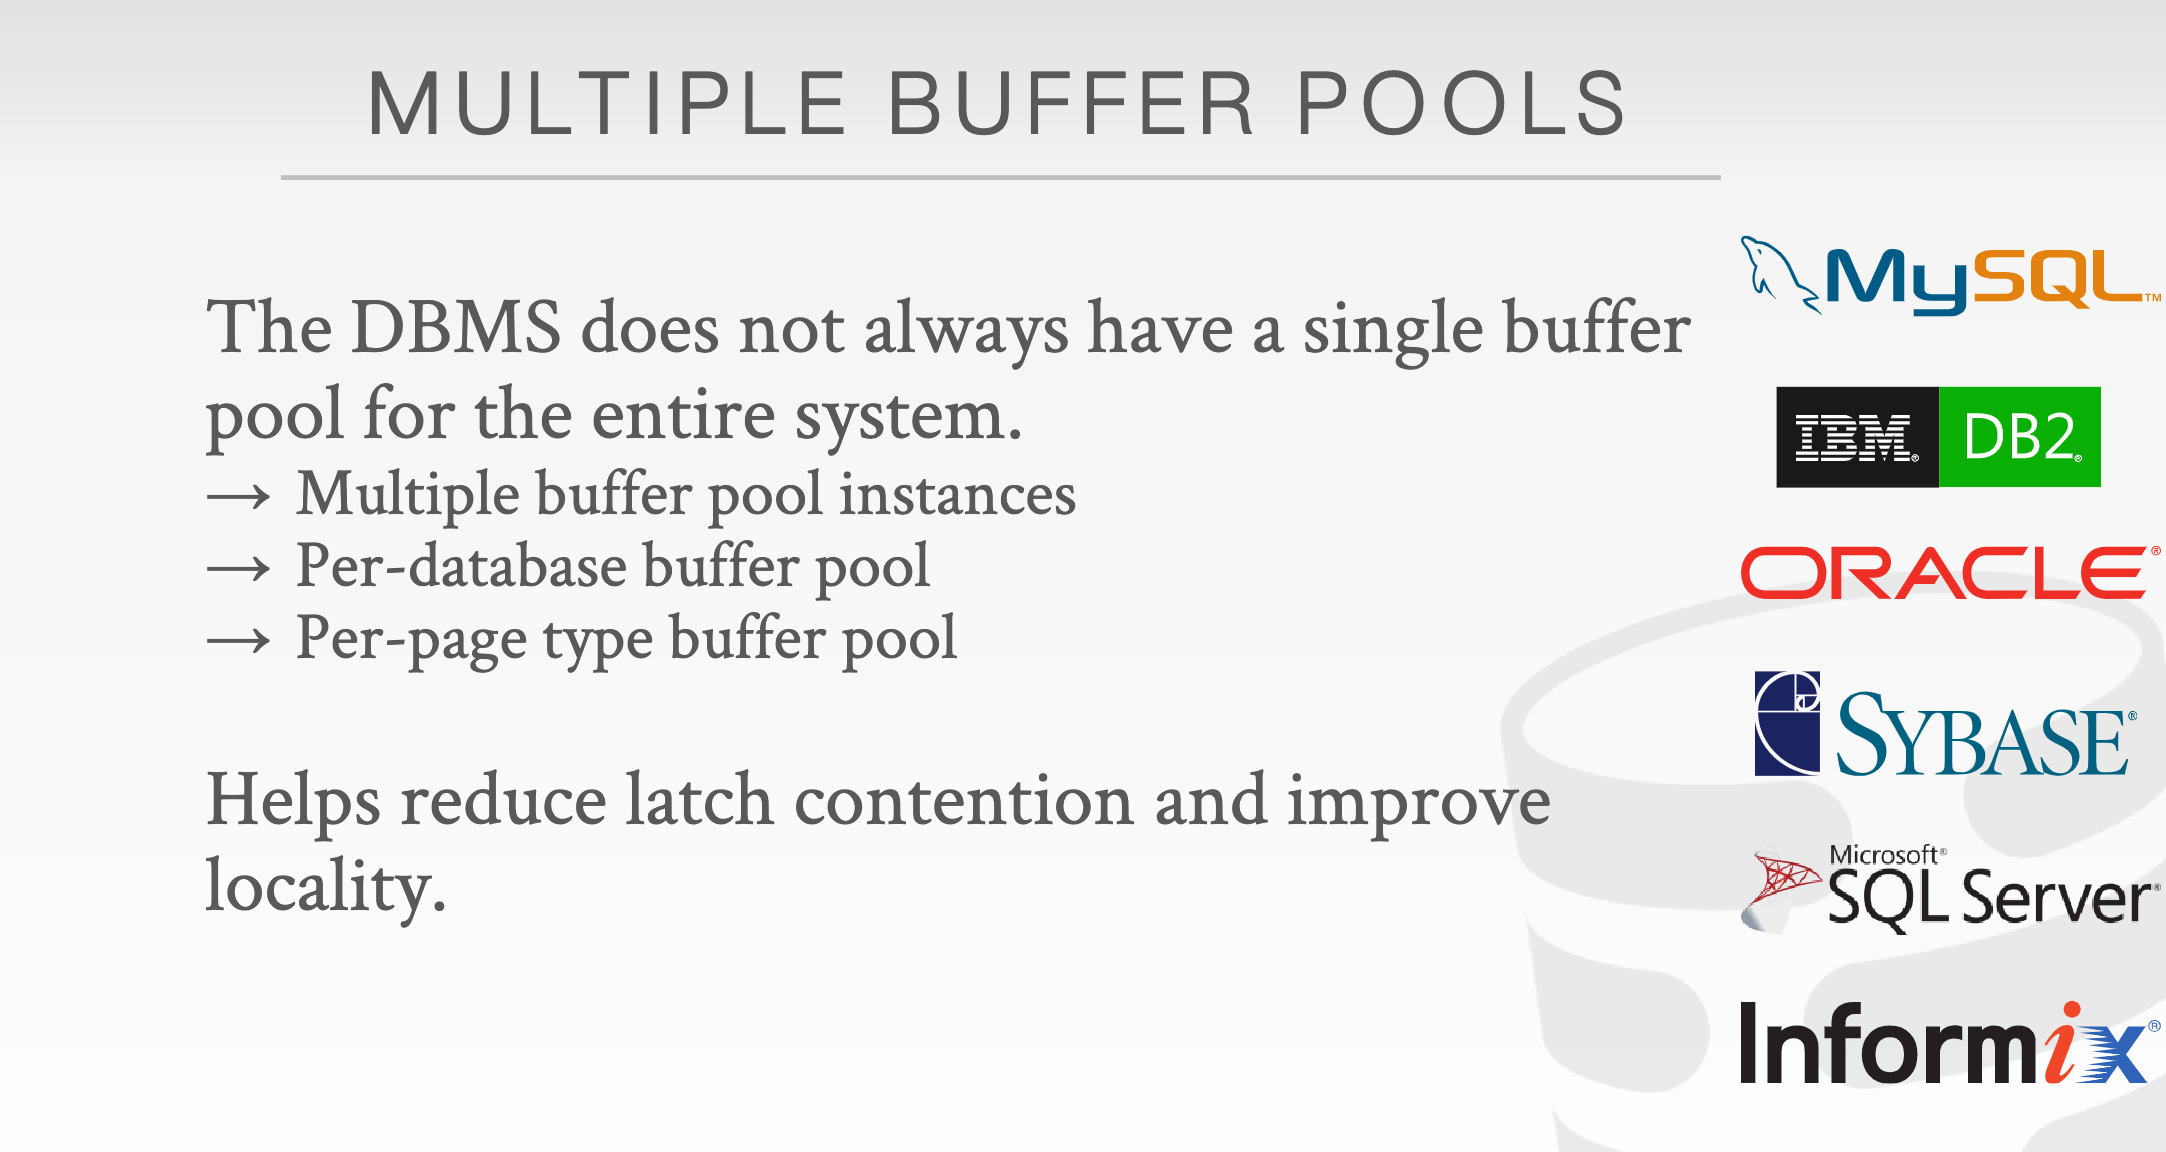 MULTIPLE BUFFER POOLS
The DBMS does not always have a single buffer
pool for the entire system.
→ Multiple buffer pool instances
→ Per-database buffer pool
→ Per-page type buffer pool
Helps reduce latch contention and improve
locality.
MySQL™
IBM® DB2®
ORACLE®
SYBASE®
Microsoft®
SQL Server®
Informix®